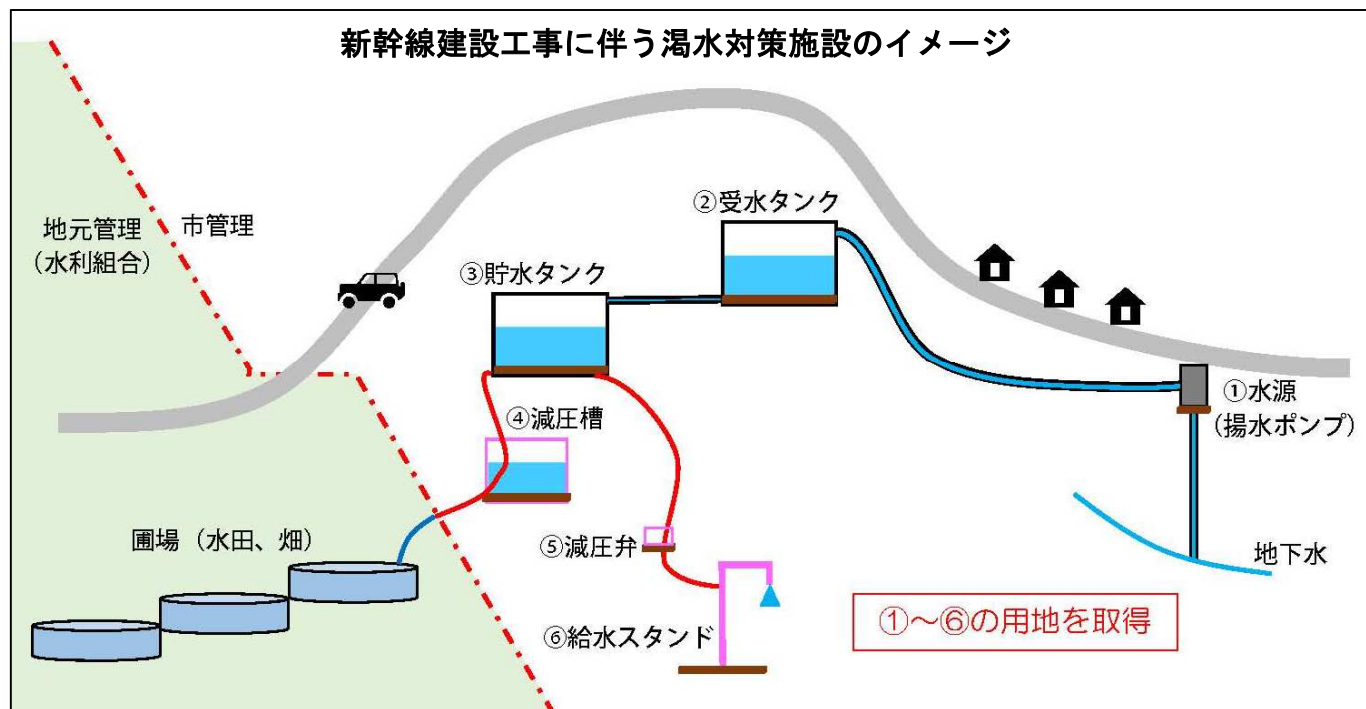 新幹線建設工事に伴う渇水対策施設のイメージ
地元管理
(水利組合)
市管理
②受水タンク
③貯水タンク
①水源
(揚水ポンプ)
④減圧槽
圃場（水田、畑）
⑤減圧弁
地下水
⑥給水スタンド
①～⑥の用地を取得